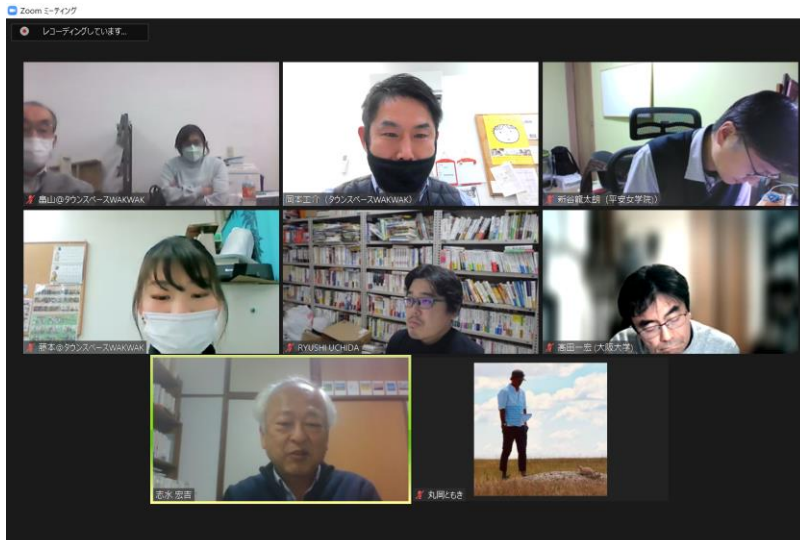 Zoom ミーティング
レコーディングしています...
畠山@タウンスペースWAKWAK
岡本工介（タウンスペースWAKWAK）
新谷龍太朗（平安女学院）
藤本@タウンスペースWAKWAK
RYUSHI UCHIDA
高田一宏(大阪大学)
志水 宏吉
丸岡ともき